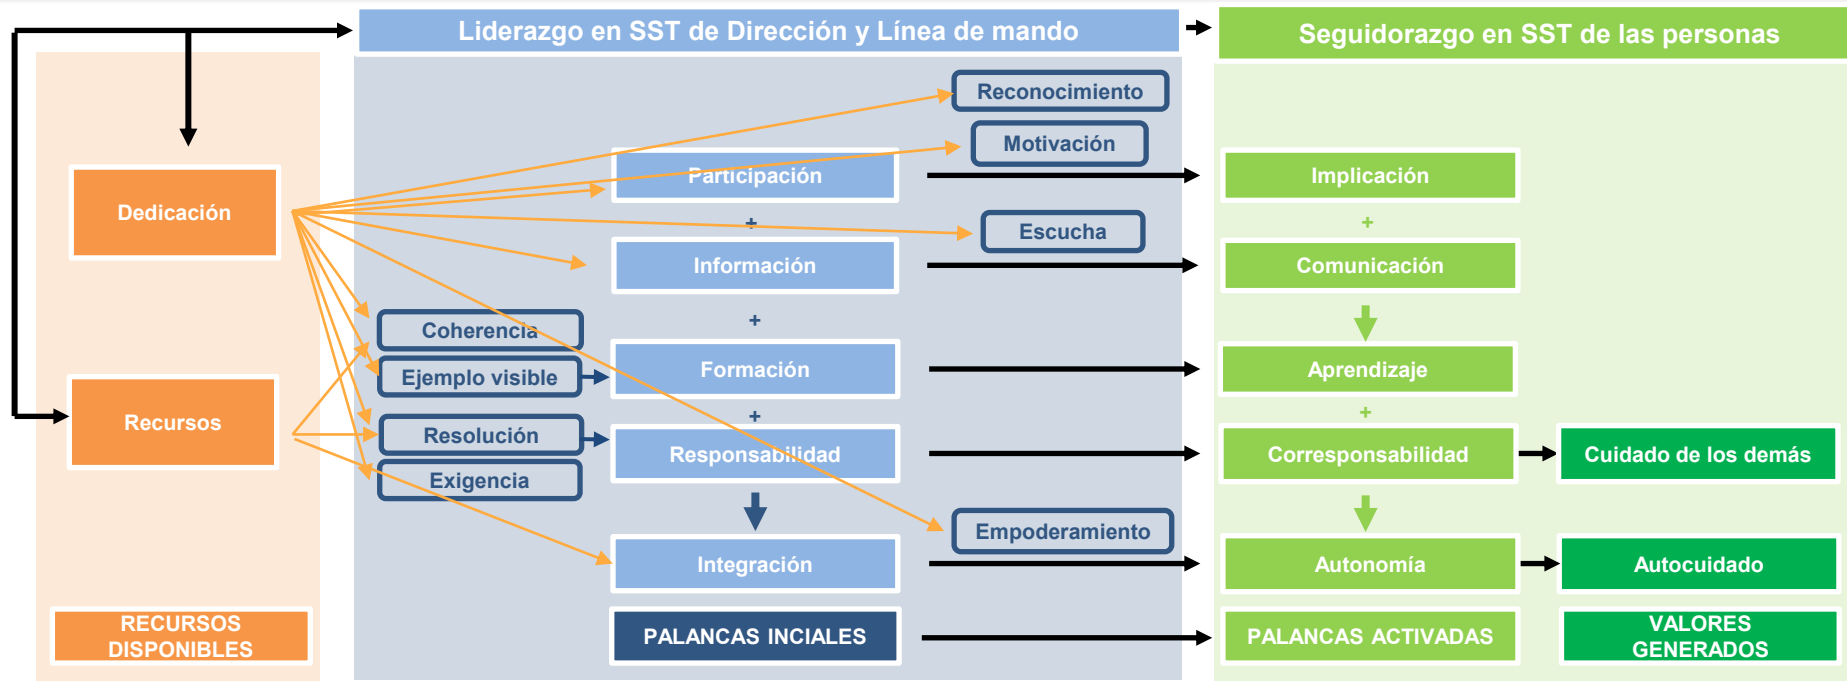 Liderazgo en SST de Dirección y Línea de mando
Seguidorazgo en SST de las personas
Reconocimiento
Motivación
Participación
Implicación
Dedicación
+
+
Escucha
Información
Comunicación
+
Coherencia
Ejemplo visible
Formación
Aprendizaje
+
+
Recursos
Resolución
Responsabilidad
Corresponsabilidad
Cuidado de los demás
Exigencia
Empoderamiento
Integración
Autonomía
Autocuidado
RECURSOS
DISPONIBLES
PALANCAS INCIALES
PALANCAS ACTIVADAS
VALORES
GENERADOS